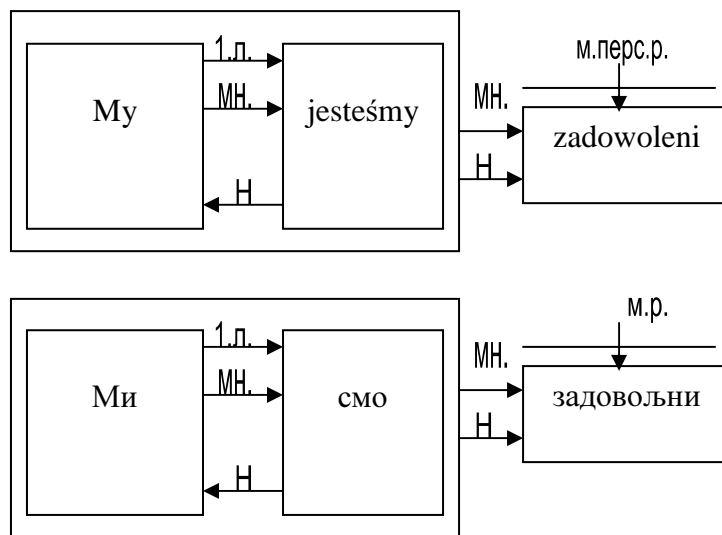 1.л.
м.перс.р.
My
МН.
jesteśmy
МН.
zadowoleni
Н
Н
1.л.
м.р.
Ми
МН.
смо
МН.
задовољни
Н
Н